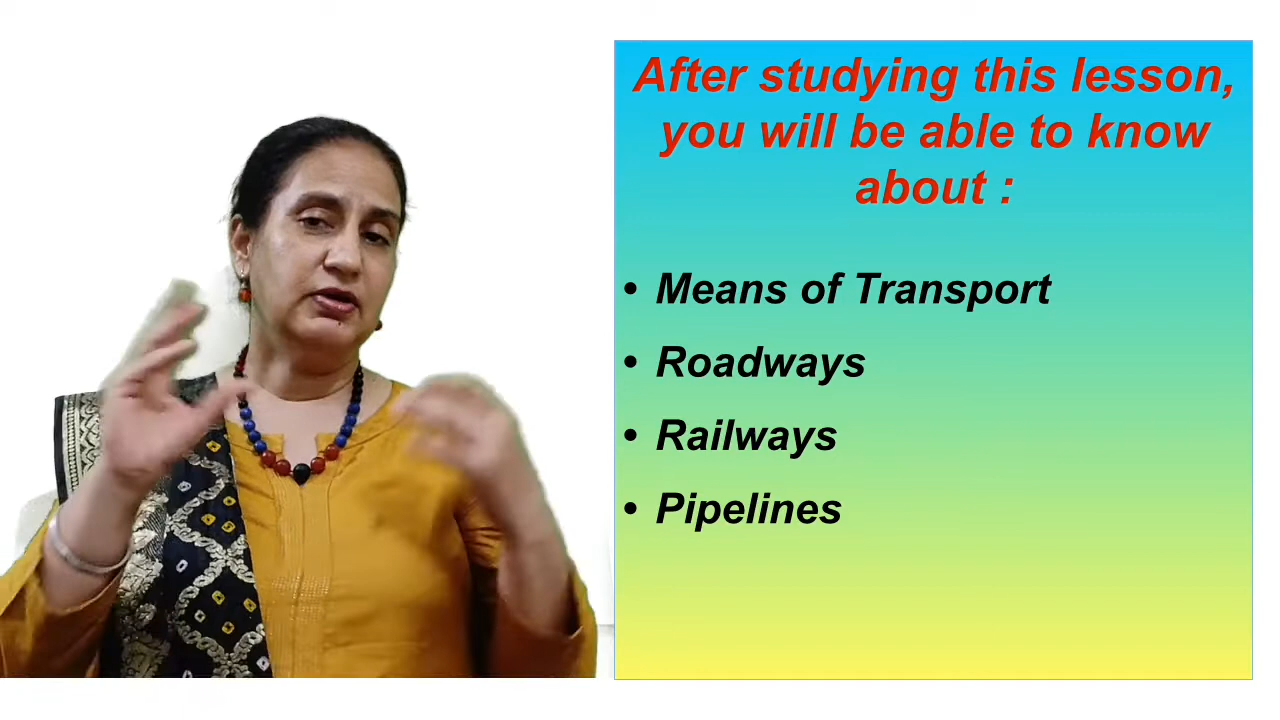 After studying this lesson,
you will be able to know
about :
• Means of Transport
• Roadways
• Railways
• Pipelines